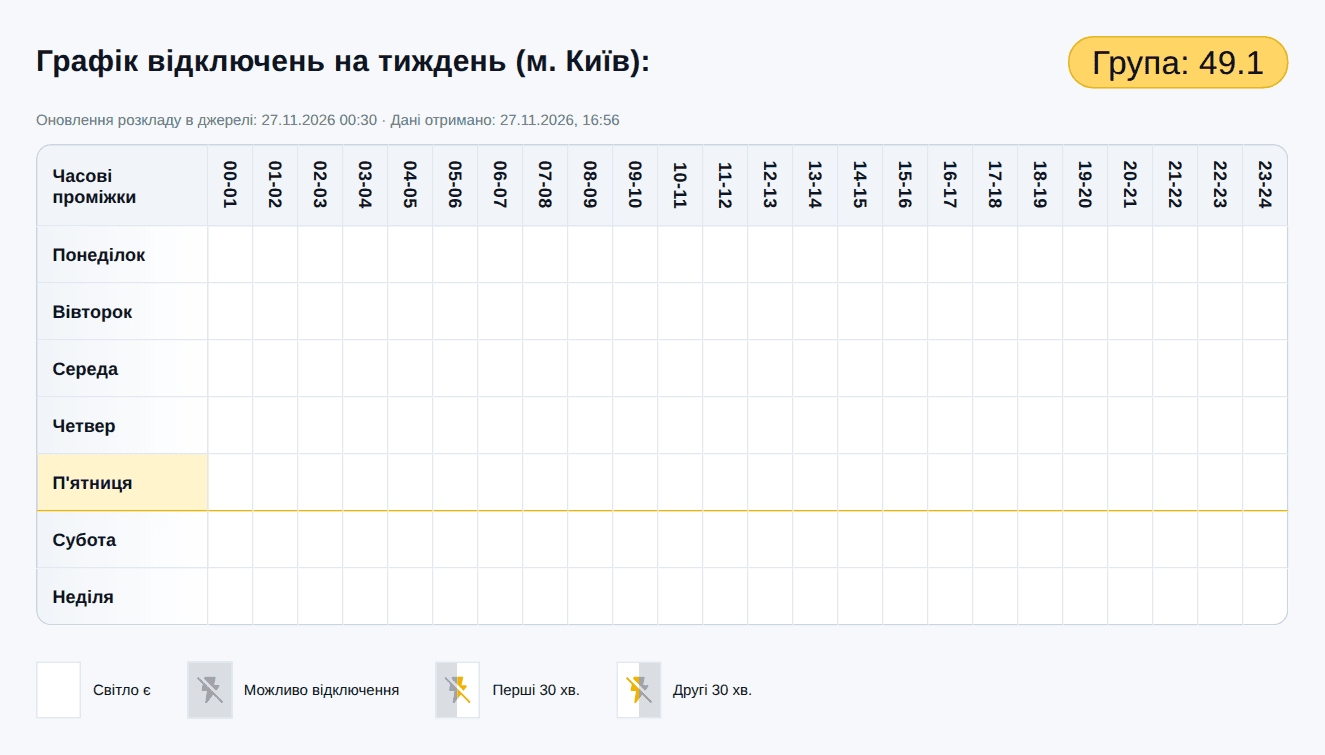 Графік відключень на тиждень (м. Київ):
Група: 49.1
Оновлення розкладу в джерелі: 27.11.2026 00:30 · Дані отримано: 27.11.2026, 16:56
Часові
проміжки
00-01
01-02
02-03
03-04
04-05
05-06
06-07
07-08
08-09
09-10
10-11
11-12
12-13
13-14
14-15
15-16
16-17
17-18
18-19
19-20
20-21
21-22
22-23
23-24
Понеділок
Вівторок
Середа
Четвер
П'ятниця
Субота
Неділя
Світло є
Можливо відключення
Перші 30 хв.
Другі 30 хв.